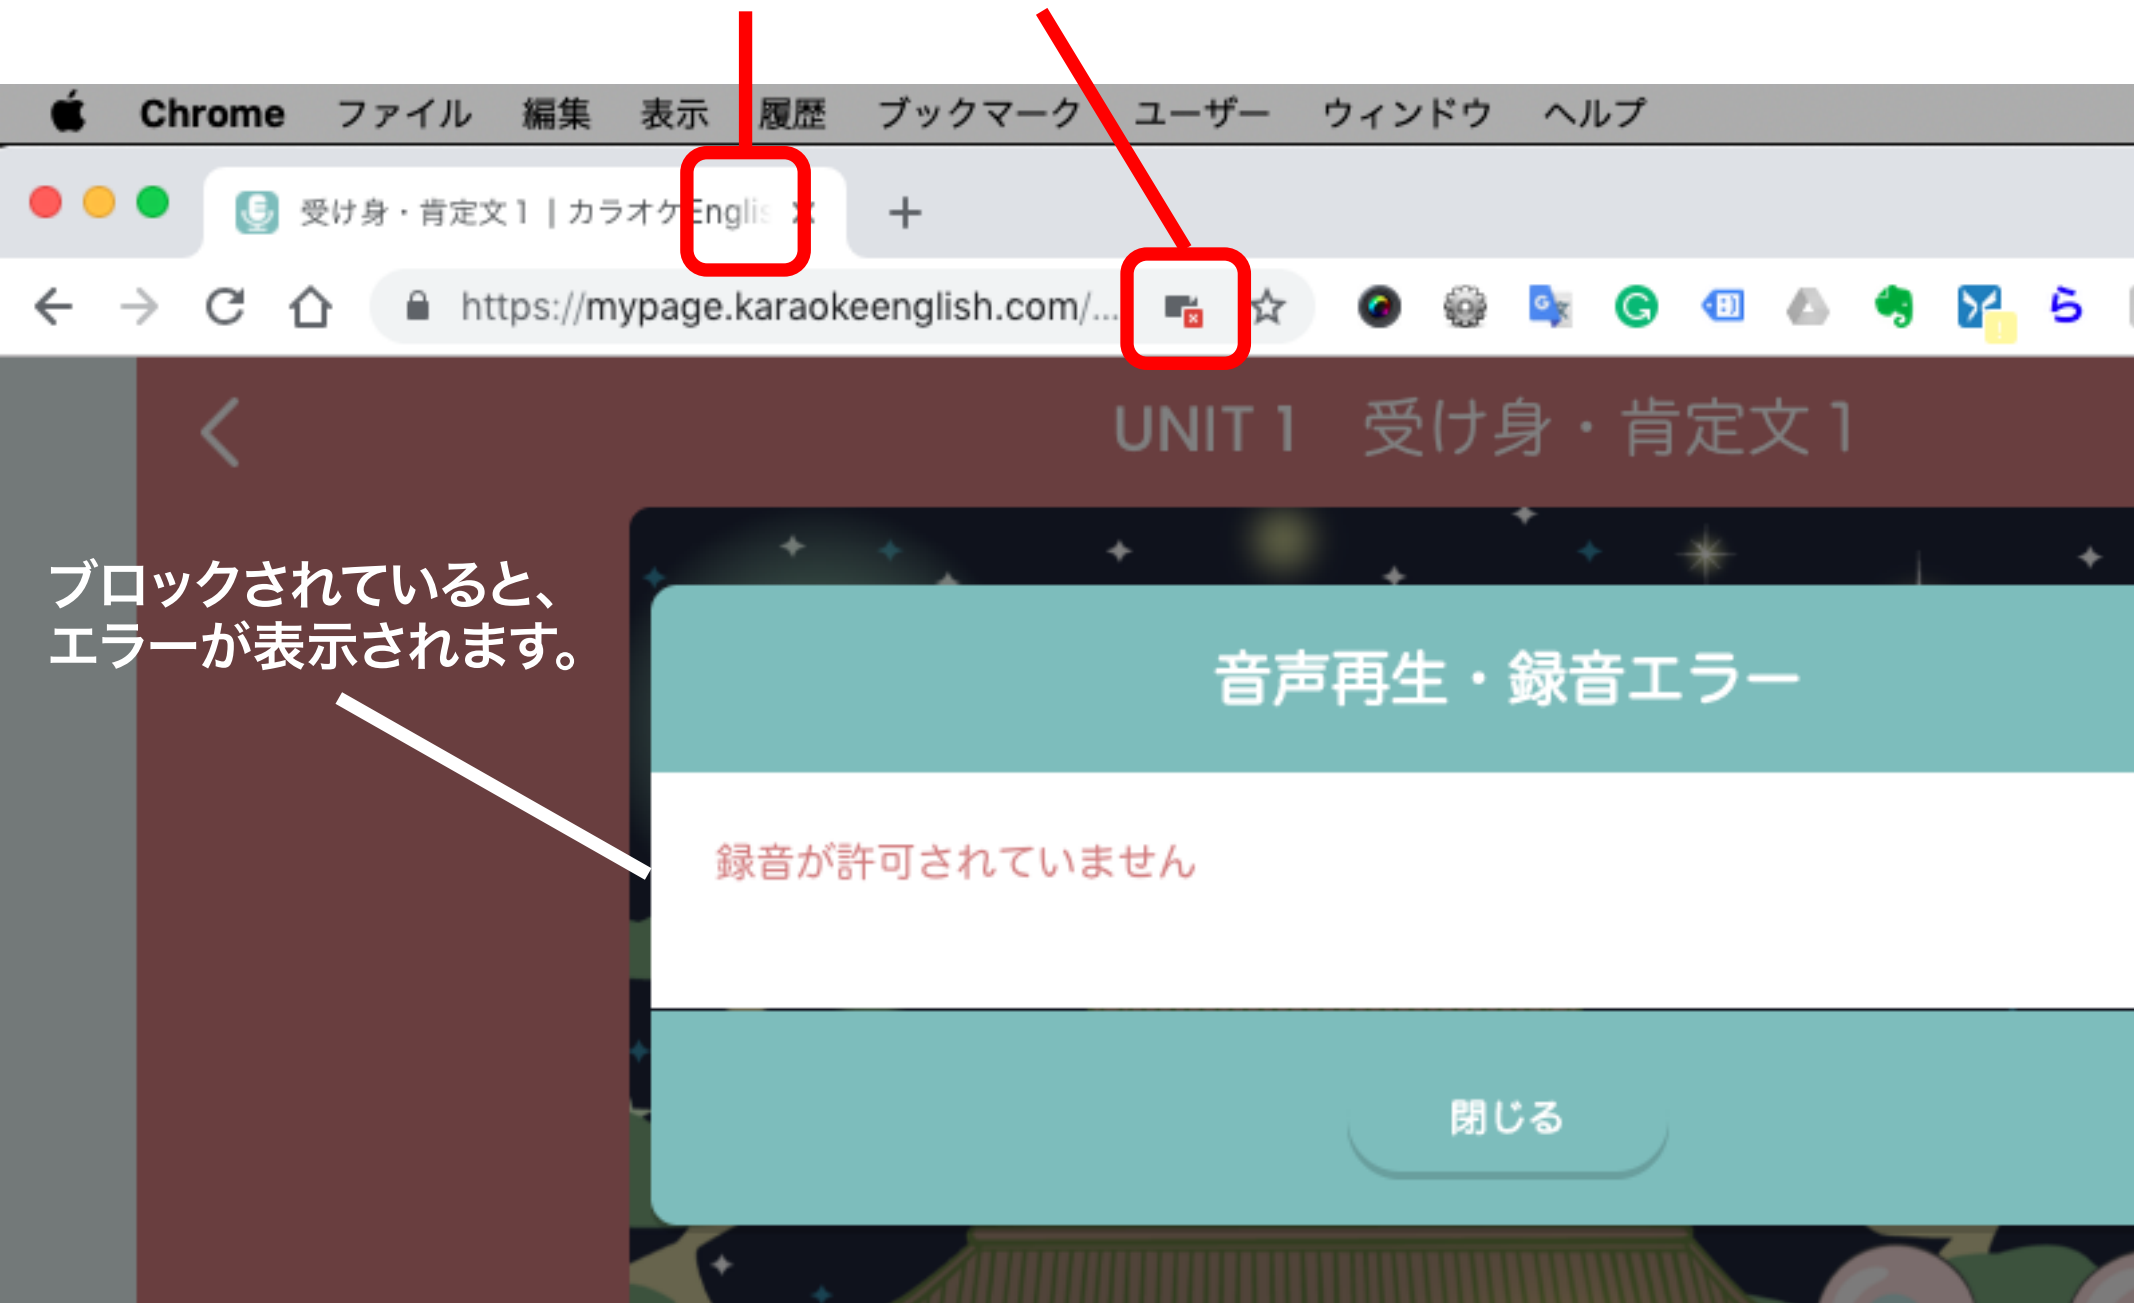 Chrome ファイル 編集 表示 履歴 ブックマーク ユーザー ウィンドウ ヘルプ
受け身・肯定文1 | カラオケEnglis
https://mypage.karaokeenglish.com/...
ら
UNIT 1 受け身・肯定文1
ブロックされていると、
エラーが表示されます。
音声再生・録音エラー
録音が許可されていません
閉じる